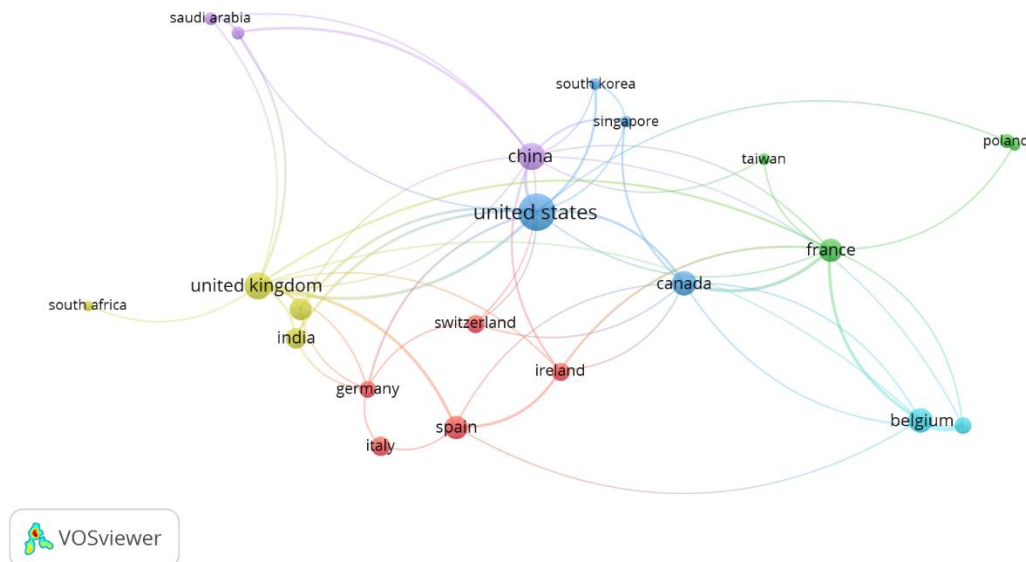 saudi arabia
south korea
singapore
china
taiwan
poland
united states
france
united kingdom
canada
south africa
switzerland
india
ireland
germany
belgium
spain
italy
VOSviewer